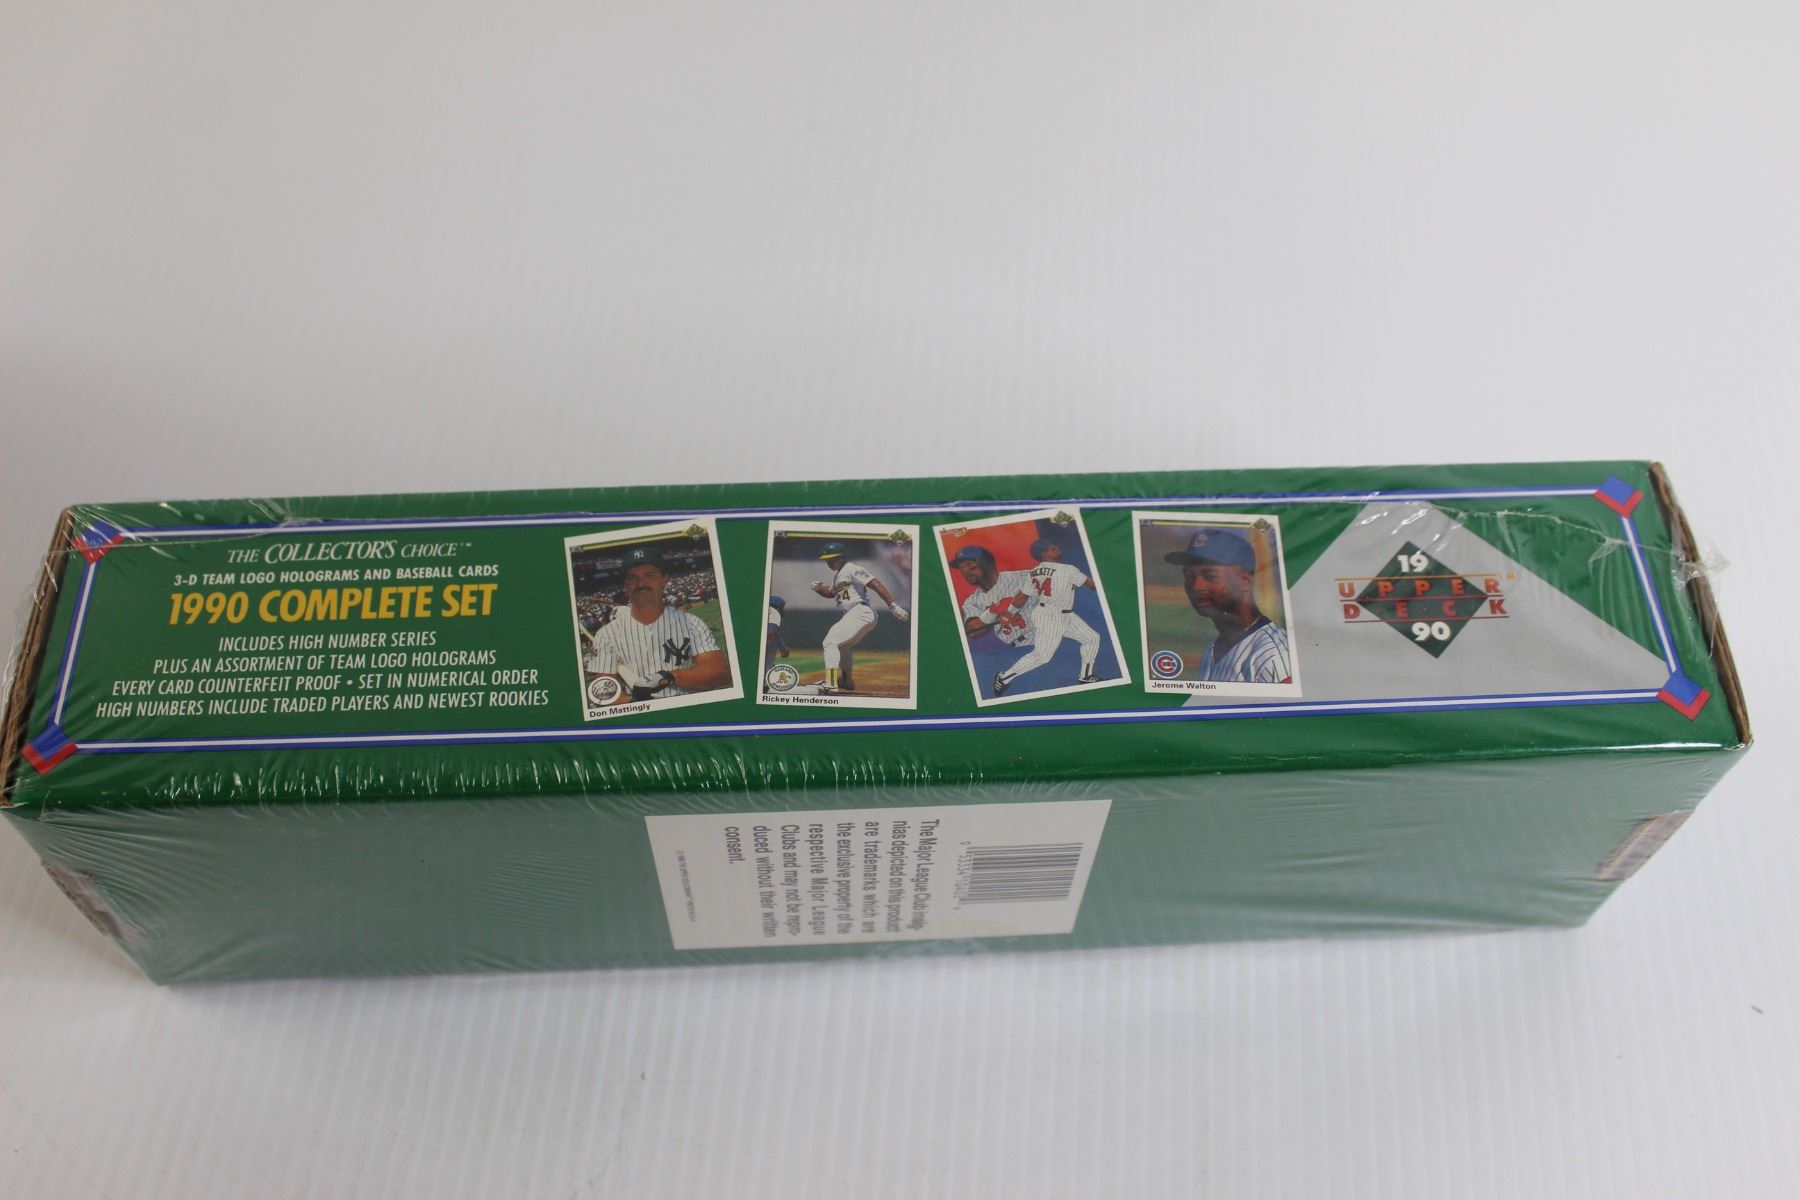 THE COLLECTOR'S CHOICE™
3-D TEAM LOGO HOLOGRAMS AND BASEBALL CARDS
1990 COMPLETE SET
INCLUDES HIGH NUMBER SERIES
PLUS AN ASSORTMENT OF TEAM LOGO HOLOGRAMS
EVERY CARD COUNTERFEIT PROOF • SET IN NUMERICAL ORDER
HIGH NUMBERS INCLUDE TRADED PLAYERS AND NEWEST ROOKIES
Don Mattingly
24
Rickey Henderson
34
34
Jerome Walton
19
UPPER™
D·E·C·K
90
The Major League Club insig-
nias depicted on this product
are trademarks which are
the exclusive property of the
respective Major League
Clubs and may not be repro-
duced without their written
consent.